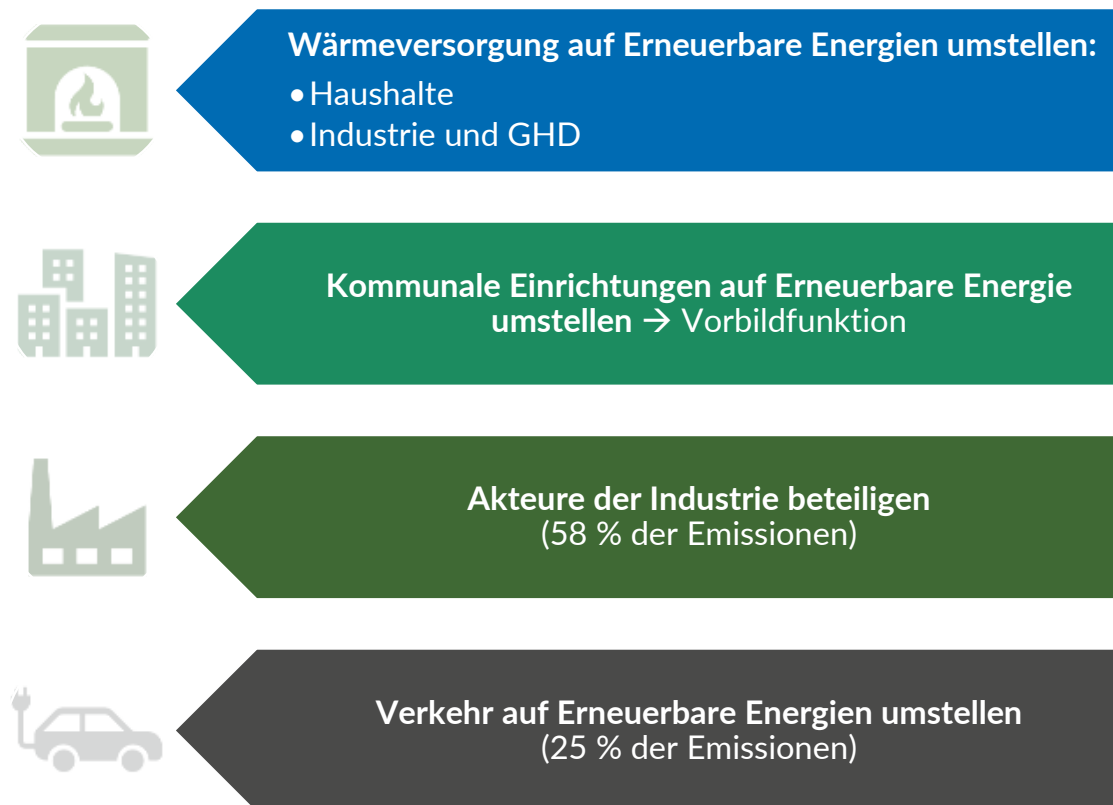 Wärmeversorgung auf Erneuerbare Energien umstellen:
• Haushalte
• Industrie und GHD
Kommunale Einrichtungen auf Erneuerbare Energie
umstellen → Vorbildfunktion
Akteure der Industrie beteiligen
(58 % der Emissionen)
Verkehr auf Erneuerbare Energien umstellen
(25 % der Emissionen)